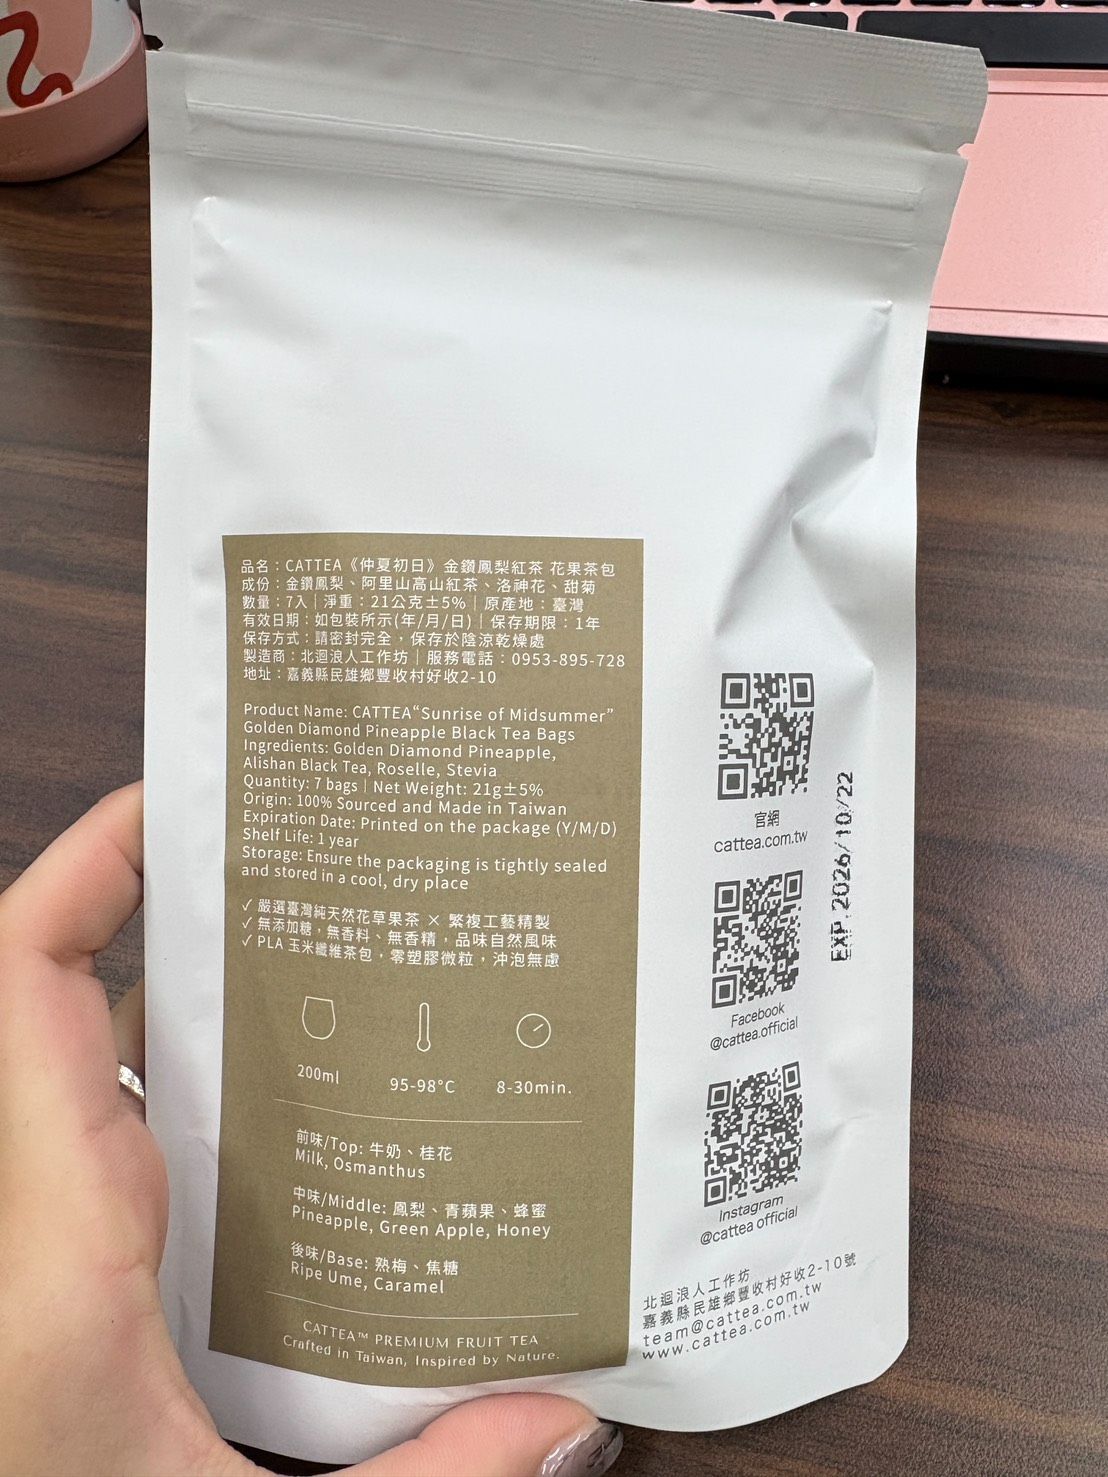 品名：CATTEA《仲夏初日》金鑽鳳梨紅茶 花果茶包
成份：金鑽鳳梨、阿里山高山紅茶、洛神花、甜菊
數量：7入｜淨重：21公克±5%｜原產地：臺灣
有效日期：如包裝所示(年/月/日)｜保存期限：1年
保存方式：請密封完全，保存於陰涼乾燥處
製造商：北迴浪人工作坊｜服務電話：0953-895-728
地址：嘉義縣民雄鄉豐收村好收2-10
Product Name: CATTEA“Sunrise of Midsummer”
Golden Diamond Pineapple Black Tea Bags
Ingredients: Golden Diamond Pineapple,
Alishan Black Tea, Roselle, Stevia
Quantity: 7 bags | Net Weight: 21g±5%
Origin: 100% Sourced and Made in Taiwan
Expiration Date: Printed on the package (Y/M/D)
Shelf Life: 1 year
Storage: Ensure the packaging is tightly sealed
and stored in a cool, dry place
✓ 嚴選臺灣純天然花草果茶 × 繁複工藝精製
✓ 無添加糖，無香料、無香精，品味自然風味
✓ PLA 玉米纖維茶包，零塑膠微粒，沖泡無慮
200ml
95-98°C
8-30min.
前味/Top: 牛奶、桂花
Milk, Osmanthus
中味/Middle: 鳳梨、青蘋果、蜂蜜
Pineapple, Green Apple, Honey
後味/Base: 熟梅、焦糖
Ripe Ume, Caramel
CATTEA™ PREMIUM FRUIT TEA
Crafted in Taiwan, Inspired by Nature.
官網
cattea.com.tw
Facebook
@cattea.official
Instagram
@cattea official
EXP. 2026/10/22
北迴浪人工作坊
嘉義縣民雄鄉豐收村好收2-10號
team@cattea.com.tw
www.cattea.com.tw